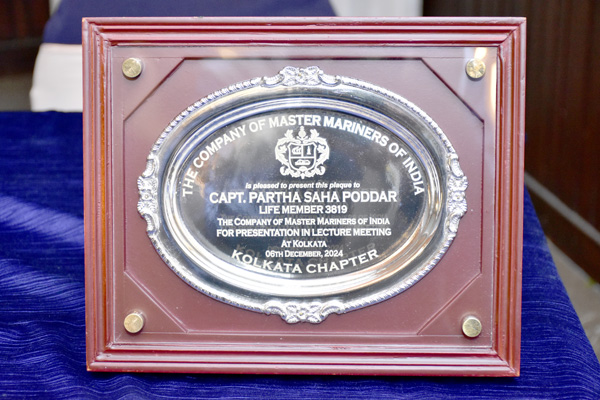 THE COMPANY OF MASTER MARINERS OF INDIA
is pleased to present this plaque to
CAPT. PARTHA SAHA PODDAR
LIFE MEMBER 3819
THE COMPANY OF MASTER MARINERS OF INDIA
FOR PRESENTATION IN LECTURE MEETING
AT KOLKATA
06TH DECEMBER, 2024
KOLKATA CHAPTER